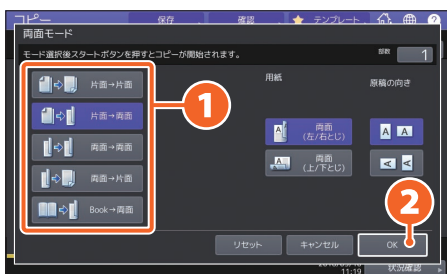 コピー 保存 確認 テンプレート
両面モード
モード選択後スタートボタンを押すとコピーが開始されます。 部数 1
用紙 原稿の向き
片面→片面
片面→両面
両面→両面
両面→片面
Book→両面
1
両面
(左/右とじ)
A A
両面
(上/下とじ)
2
リセット キャンセル OK
11:19 状況確認